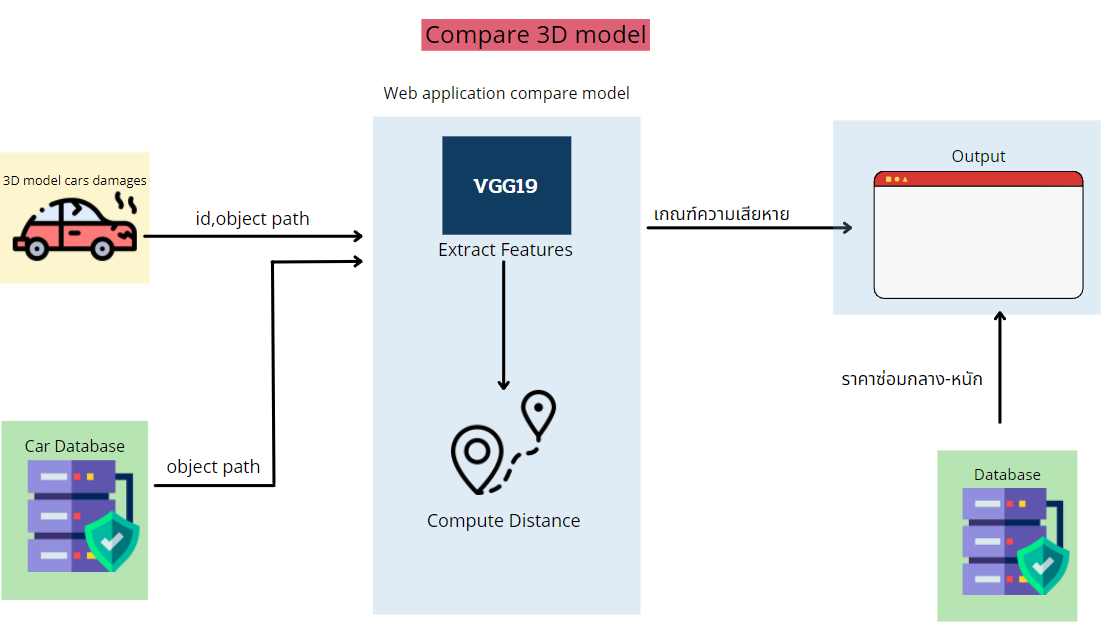 Compare 3D model
Web application compare model
3D model cars damages
id,object path
VGG19
Extract Features
เกณฑ์ความเสียหาย
Output
ราคาซ่อมกลาง-หนัก
Car Database
object path
Compute Distance
Database